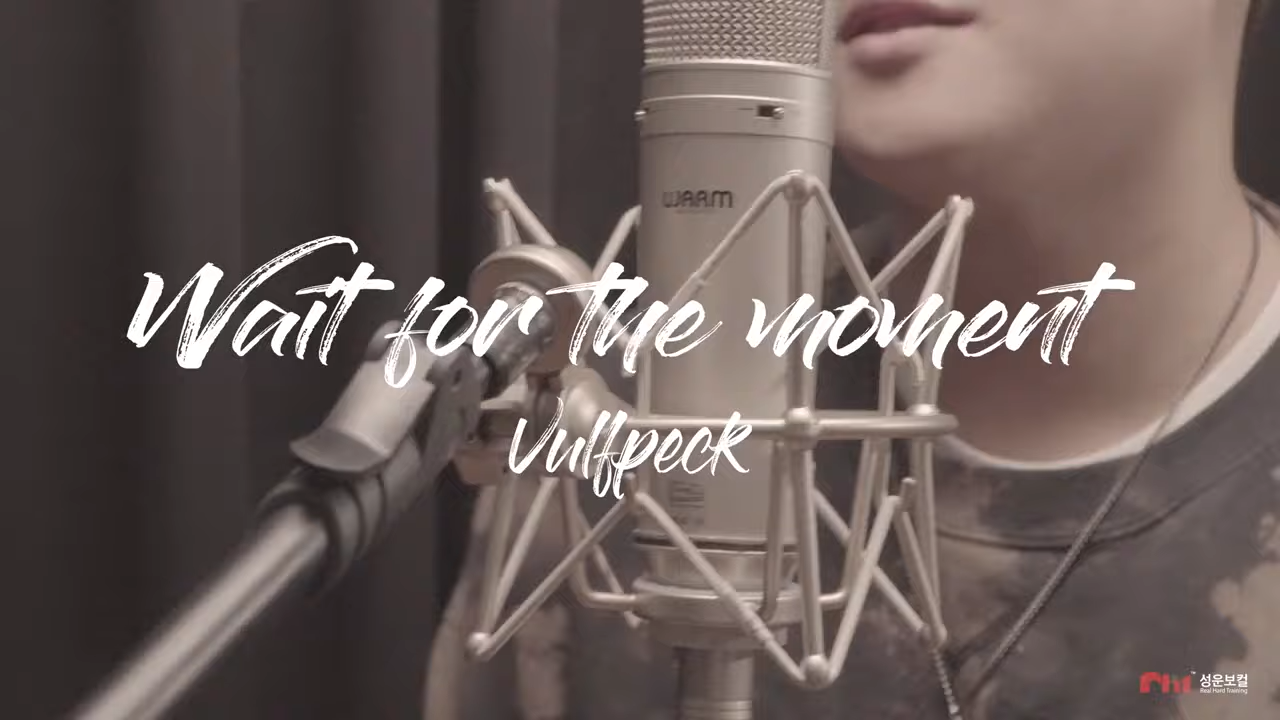 WARM
Wait for the moment
Vulfpeck
성운보컬
Real Hard Training